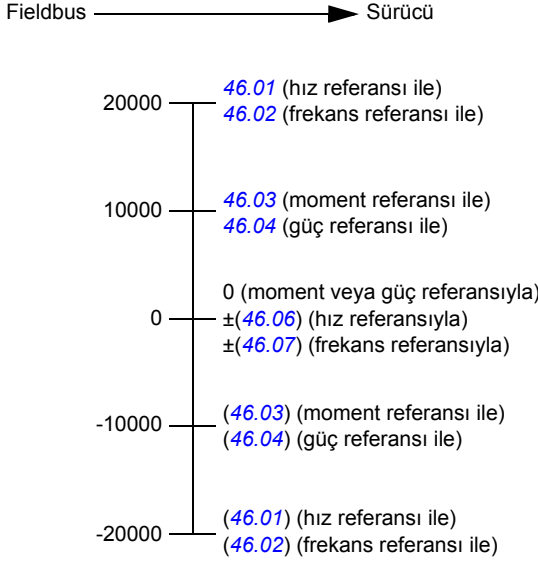 Fieldbus Sürücü
46.01 (hız referansı ile)
20000
46.02 (frekans referansı ile)
46.03 (moment referansı ile)
10000
46.04 (güç referansı ile)
0 (moment veya güç referansıyla)
0 ±(46.06) (hız referansıyla)
±(46.07) (frekans referansıyla)
(46.03) (moment referansı ile)
-10000
(46.04) (güç referansı ile)
(46.01) (hız referansı ile)
-20000
(46.02) (frekans referansı ile)